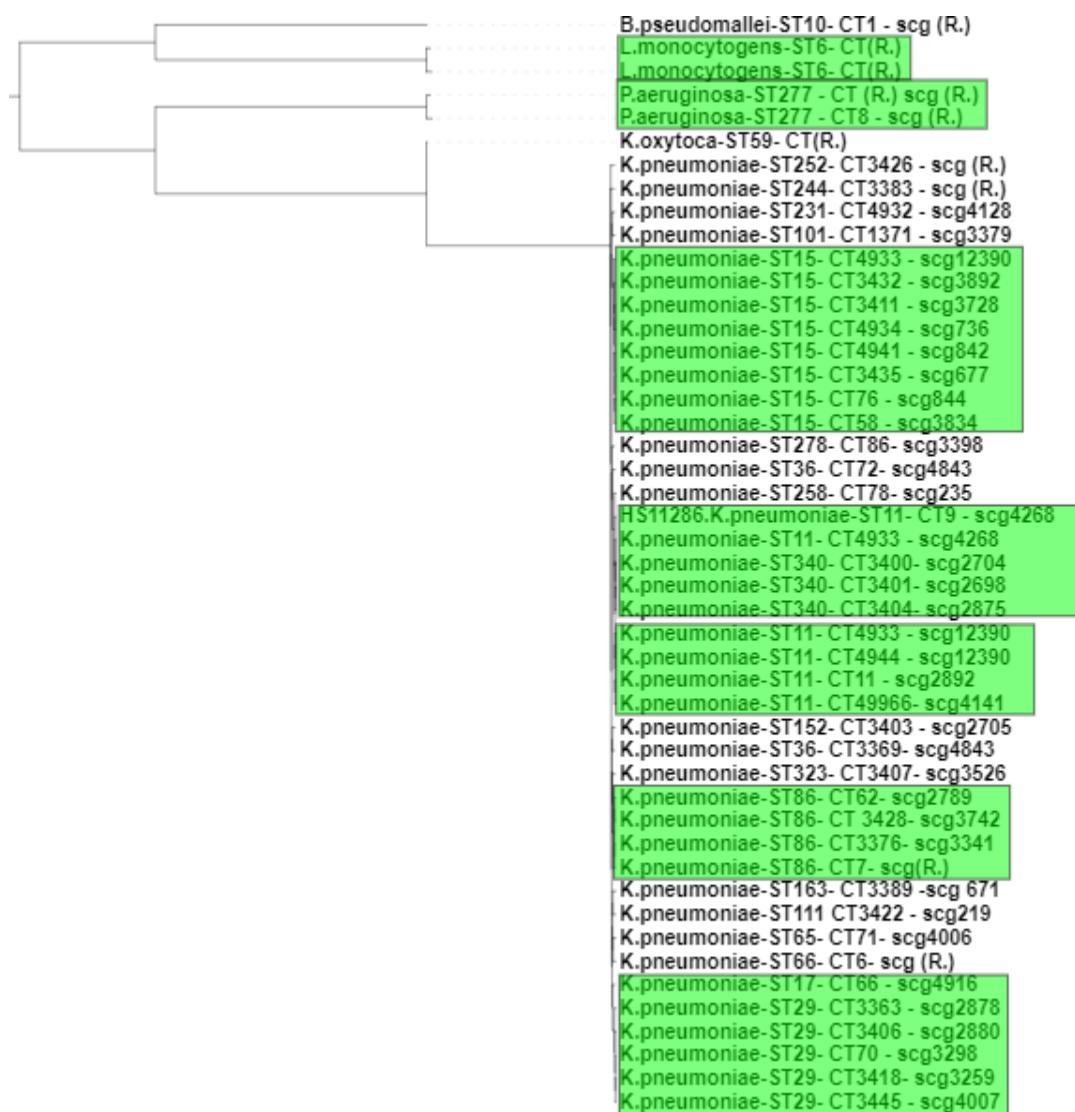 B.pseudomallei-ST10- CT1 - scg (R.)
L.monocytogens-ST6- CT(R.)
L.monocytogens-ST6- CT(R.)
P.aeruginosa-ST277 - CT (R.) scg (R.)
P.aeruginosa-ST277 - CT8 - scg (R.)
K.oxytoca-ST59- CT(R.)
K.pneumoniae-ST252- CT3426 - scg (R.)
K.pneumoniae-ST244- CT3383 - scg (R.)
K.pneumoniae-ST231- CT4932 - scg4128
K.pneumoniae-ST101- CT1371 - scg3379
K.pneumoniae-ST15- CT4933 - scg12390
K.pneumoniae-ST15- CT3432 - scg3892
K.pneumoniae-ST15- CT3411 - scg3728
K.pneumoniae-ST15- CT4934 - scg736
K.pneumoniae-ST15- CT4941 - scg842
K.pneumoniae-ST15- CT3435 - scg677
K.pneumoniae-ST15- CT76 - scg844
K.pneumoniae-ST15- CT58 - scg3834
K.pneumoniae-ST278- CT86- scg3398
K.pneumoniae-ST36- CT72- scg4843
K.pneumoniae-ST258- CT78- scg235
HS11286.K.pneumoniae-ST11- CT9 - scg4268
K.pneumoniae-ST11- CT4933 - scg4268
K.pneumoniae-ST340- CT3400- scg2704
K.pneumoniae-ST340- CT3401- scg2698
K.pneumoniae-ST340- CT3404- scg2875
K.pneumoniae-ST11- CT4933 - scg12390
K.pneumoniae-ST11- CT4944 - scg12390
K.pneumoniae-ST11- CT11 - scg2892
K.pneumoniae-ST11- CT49966- scg4141
K.pneumoniae-ST152- CT3403 - scg2705
K.pneumoniae-ST36- CT3369- scg4843
K.pneumoniae-ST323- CT3407- scg3526
K.pneumoniae-ST86- CT62- scg2789
K.pneumoniae-ST86- CT 3428- scg3742
K.pneumoniae-ST86- CT3376- scg3341
K.pneumoniae-ST86- CT7- scg(R.)
K.pneumoniae-ST163- CT3389 -scg 671
K.pneumoniae-ST111 CT3422 - scg219
K.pneumoniae-ST65- CT71- scg4006
K.pneumoniae-ST66- CT6- scg (R.)
K.pneumoniae-ST17- CT66 - scg4916
K.pneumoniae-ST29- CT3363 - scg2878
K.pneumoniae-ST29- CT3406 - scg2880
K.pneumoniae-ST29- CT70 - scg3298
K.pneumoniae-ST29- CT3418- scg3259
K.pneumoniae-ST29- CT3445 - scg4007